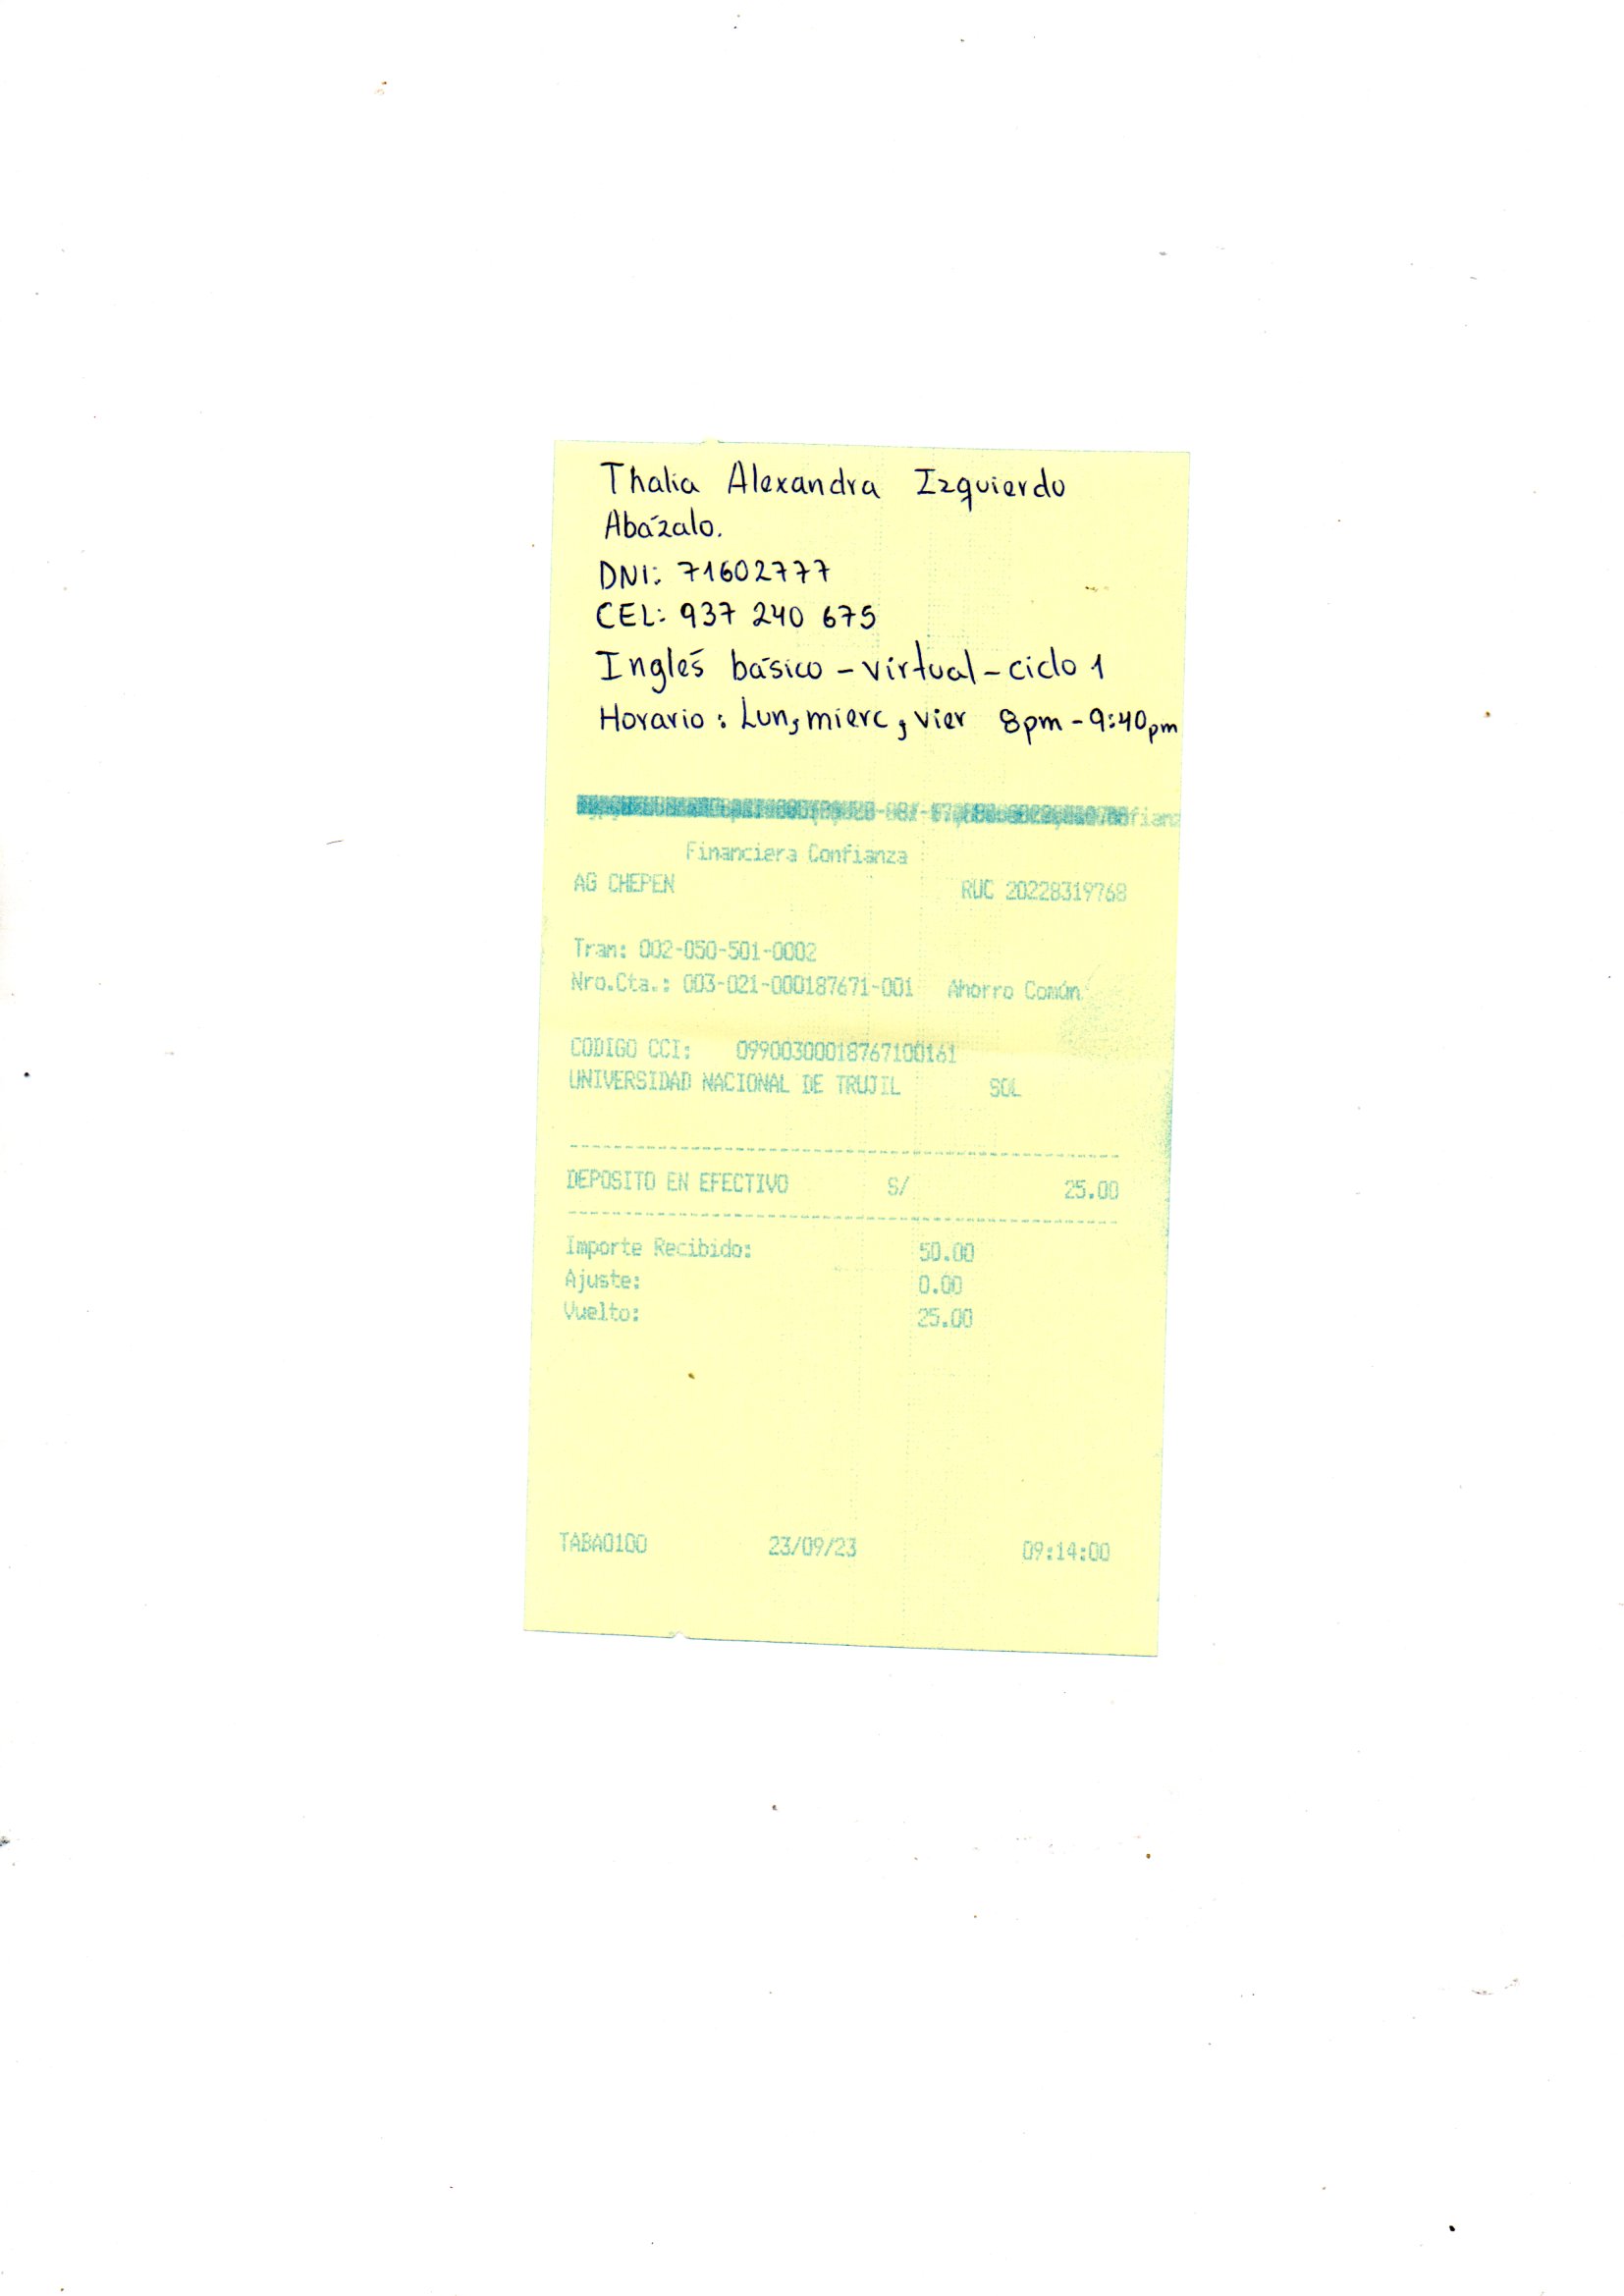 Thalia Alexandra Izquierdo
Abázalo.
DNI: 71602777
CEL: 937 240 675
Inglés básico - virtual - ciclo 1
Horario: Lun, mierc, vier 8pm - 9:40pm
Financiera Confianza
AG CHEPEN RUC 20228319768
Tran: 002-050-501-0002
Nro.Cta.: 003-021-000187671-001 Ahorro Común
CODIGO CCI: 09900300018767100161
UNIVERSIDAD NACIONAL DE TRUJIL SOL
DEPOSITO EN EFECTIVO S/ 25.00
Importe Recibido: 50.00
Ajuste: 0.00
Vuelto: 25.00
TABA0100 23/09/23 09:14:00